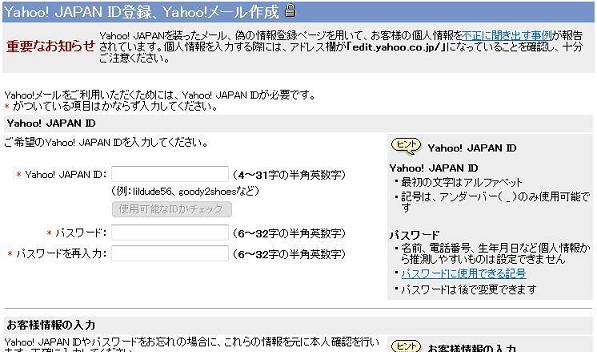 Yahoo! JAPAN ID登録、Yahoo!メール作成
重要なお知らせ
Yahoo! JAPANを装ったメール、偽の情報登録ページを用いて、お客様の個人情報を不正に聞き出す事例が報告
されています。個人情報を入力する際には、アドレス欄が「edit.yahoo.co.jp/」になっていることを確認し、十分
ご注意ください。
Yahoo!メールをご利用いただくためには、Yahoo! JAPAN IDが必要です。
* がついている項目はかならず入力してください。
Yahoo! JAPAN ID
ご希望のYahoo! JAPAN IDを入力してください。
* Yahoo! JAPAN ID： （4～31字の半角英数字）
（例：lildude56、goody2shoesなど）
使用可能なIDかチェック
* パスワード： （6～32字の半角英数字）
* パスワードを再入力： （6～32字の半角英数字）
ヒント Yahoo! JAPAN ID
Yahoo! JAPAN ID
・最初の文字はアルファベット
・記号は、アンダーバー（ _ ）のみ使用可能で
す
パスワード
・名前、電話番号、生年月日など個人情報から
推測しやすいものは設定できません
・パスワードに使用できる記号
・パスワードは後で変更できます
お客様情報の入力
Yahoo! JAPAN IDやパスワードをお忘れの場合に、これらの情報を元に本人確認を行い
ヒント お客様情報の入力